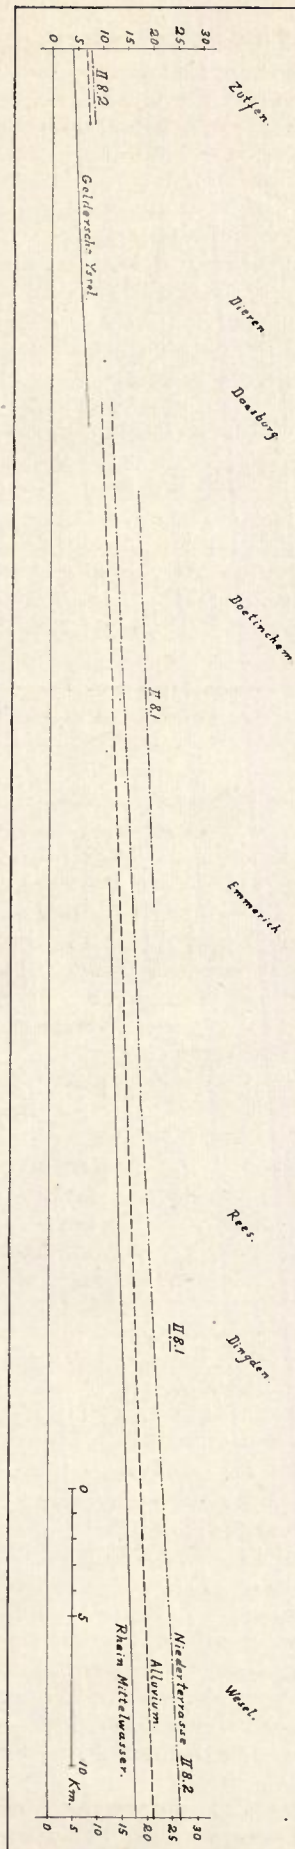 0 5 10 15 20 25 30
Zutfen.
II 8.2
Geldersche Ysrel.
Dieren
Doesburg
Doetinchem
II 8.1
Emmerich
Rees.
Dingden.
II 8.1
0 5 10 Km.
Wesel.
Niederterrasse II 8.2
Alluvium.
Rhein Mittelwasser.
0 5 10 15 20 25 30